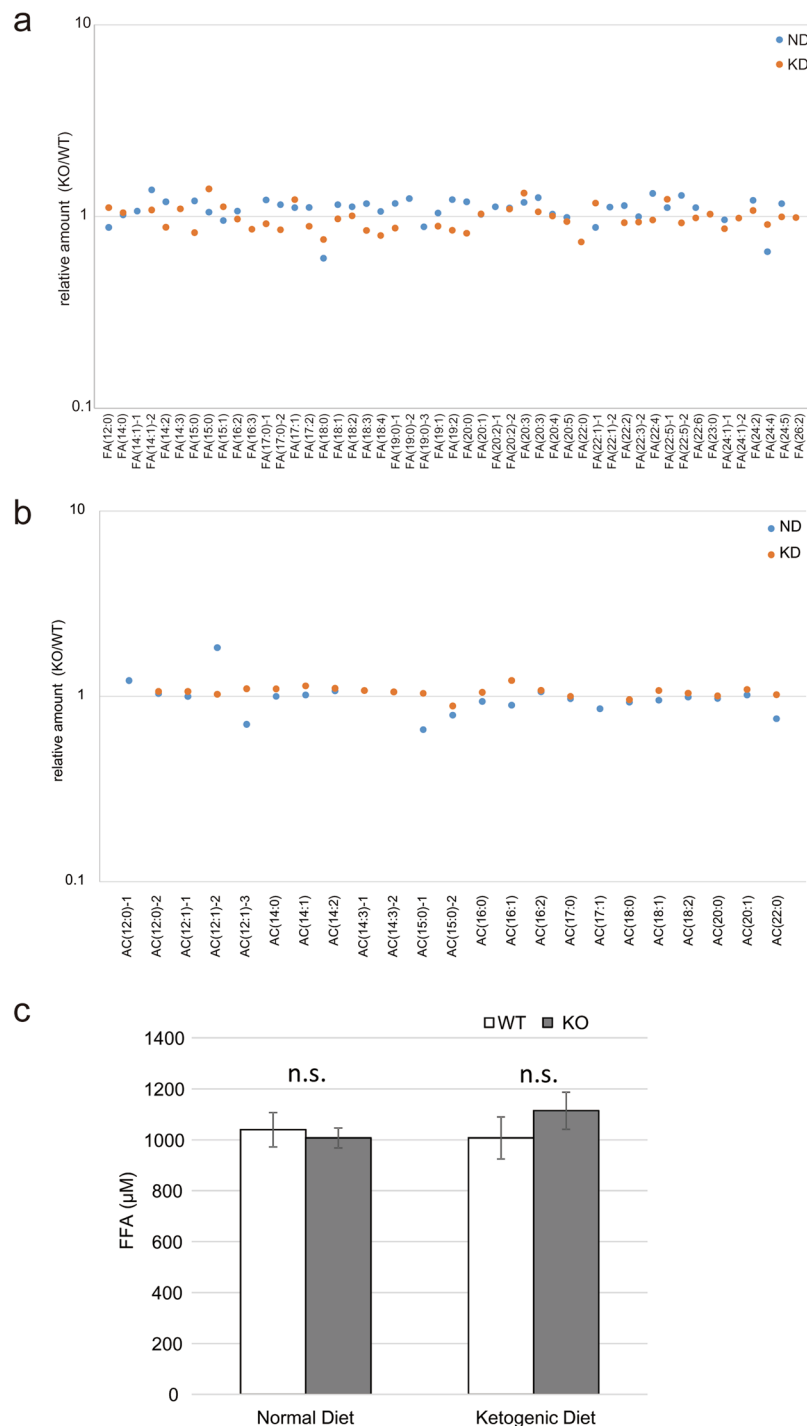 a
10
ND
KD
relative amount (KO/WT)
1
0.1
FA(12:0)
FA(14:0)
FA(14:1)-1
FA(14:1)-2
FA(14:2)
FA(14:3)
FA(15:0)
FA(15:0)
FA(15:1)
FA(16:2)
FA(16:3)
FA(17:0)-1
FA(17:0)-2
FA(17:1)
FA(17:2)
FA(18:0)
FA(18:1)
FA(18:2)
FA(18:3)
FA(18:4)
FA(19:0)-1
FA(19:0)-2
FA(19:0)-3
FA(19:1)
FA(19:2)
FA(20:0)
FA(20:1)
FA(20:2)-1
FA(20:2)-2
FA(20:3)
FA(20:3)
FA(20:4)
FA(20:5)
FA(22:0)
FA(22:1)-1
FA(22:1)-2
FA(22:2)
FA(22:3)-2
FA(22:4)
FA(22:5)-1
FA(22:5)-2
FA(22:6)
FA(23:0)
FA(24:1)-1
FA(24:1)-2
FA(24:2)
FA(24:4)
FA(24:5)
FA(26:2)
b
10
ND
KD
relative amount (KO/WT)
1
0.1
AC(12:0)-1
AC(12:0)-2
AC(12:1)-1
AC(12:1)-2
AC(12:1)-3
AC(14:0)
AC(14:1)
AC(14:2)
AC(14:3)-1
AC(14:3)-2
AC(15:0)-1
AC(15:0)-2
AC(16:0)
AC(16:1)
AC(16:2)
AC(17:0)
AC(17:1)
AC(18:0)
AC(18:1)
AC(18:2)
AC(20:0)
AC(20:1)
AC(22:0)
c
WT KO
1400
1200
1000
800
600
400
200
0
FFA (µM)
n.s. n.s.
Normal Diet Ketogenic Diet